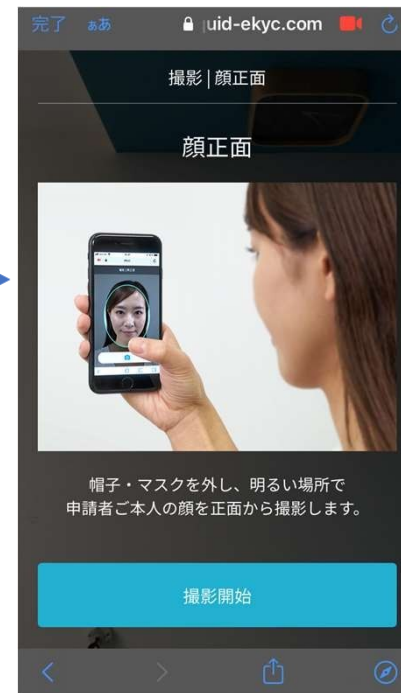 完了 ぁあ uid-ekyc.com
撮影 | 顔正面
顔正面
帽子・マスクを外し、明るい場所で
申請者ご本人の顔を正面から撮影します。
撮影開始